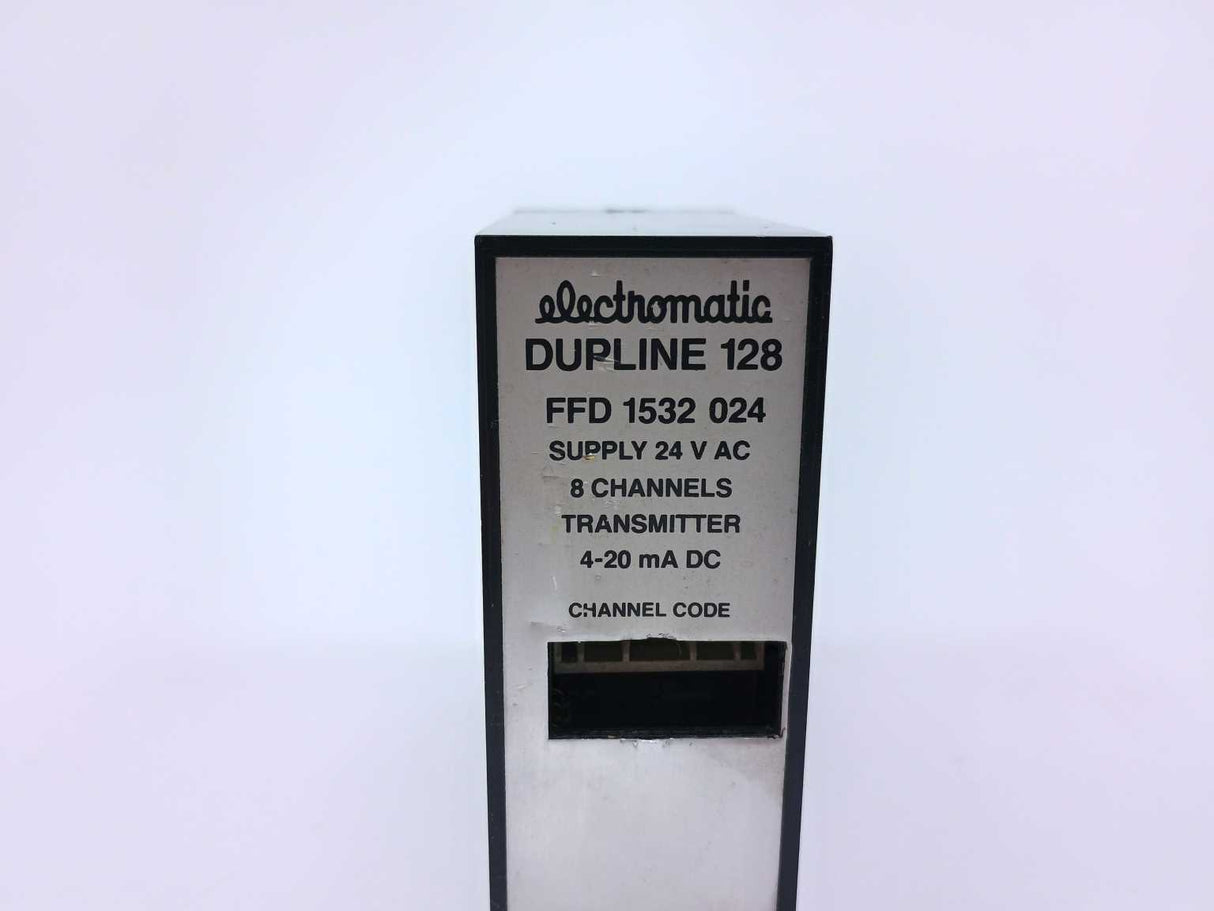 electromatic
DUPLINE 128
FFD 1532 024
SUPPLY 24 V AC
8 CHANNELS
TRANSMITTER
4-20 mA DC
CHANNEL CODE